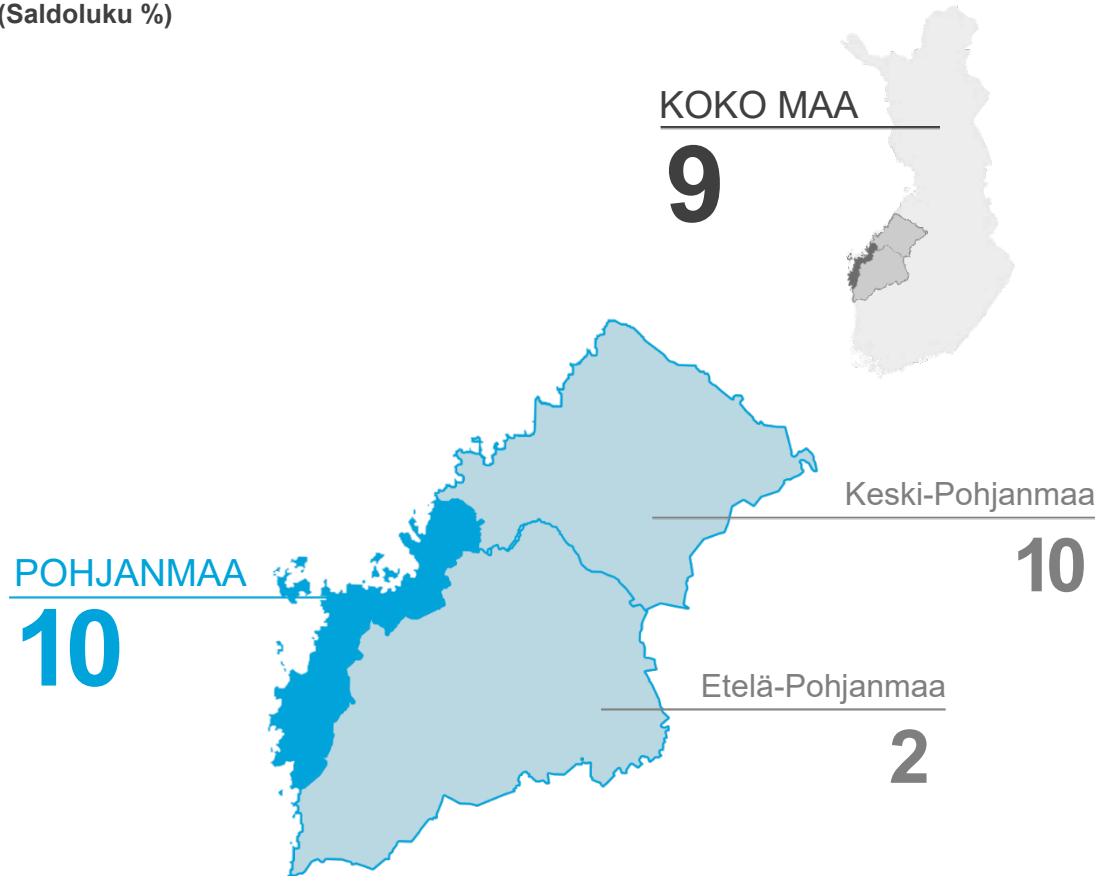 (Saldoluku %)
KOKO MAA
9
Keski-Pohjanmaa
10
POHJANMAA
10
Etelä-Pohjanmaa
2